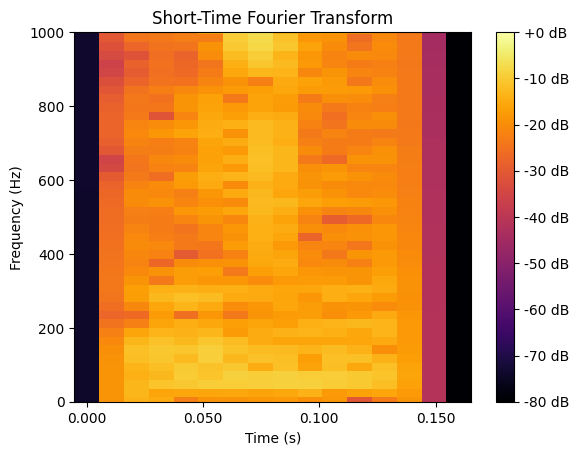 Short-Time Fourier Transform
Frequency (Hz)
1000
800
600
400
200
0
0.000
0.050
0.100
0.150
Time (s)
+0 dB
-10 dB
-20 dB
-30 dB
-40 dB
-50 dB
-60 dB
-70 dB
-80 dB